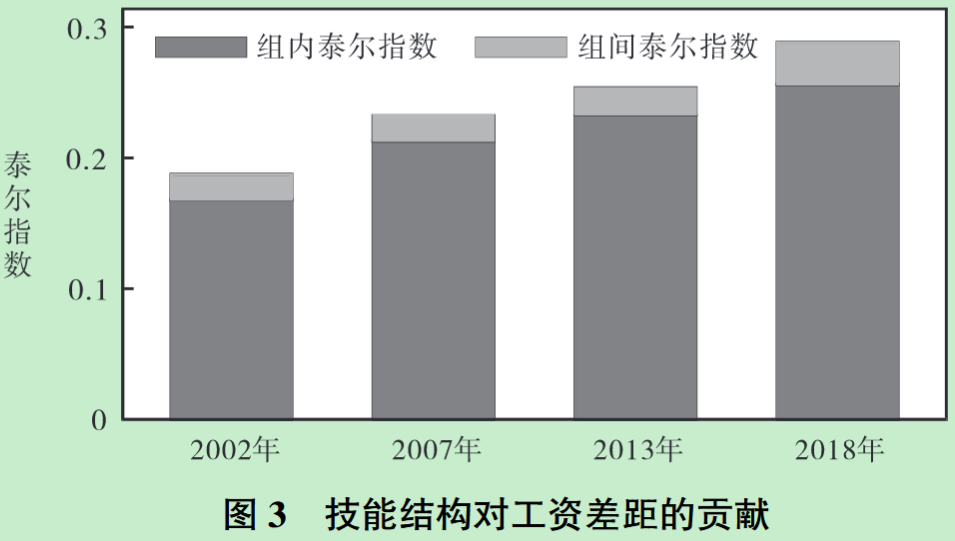 0.3
组内泰尔指数 组间泰尔指数
0.2
泰尔指数
0.1
0
2002年 2007年 2013年 2018年
图 3 技能结构对工资差距的贡献